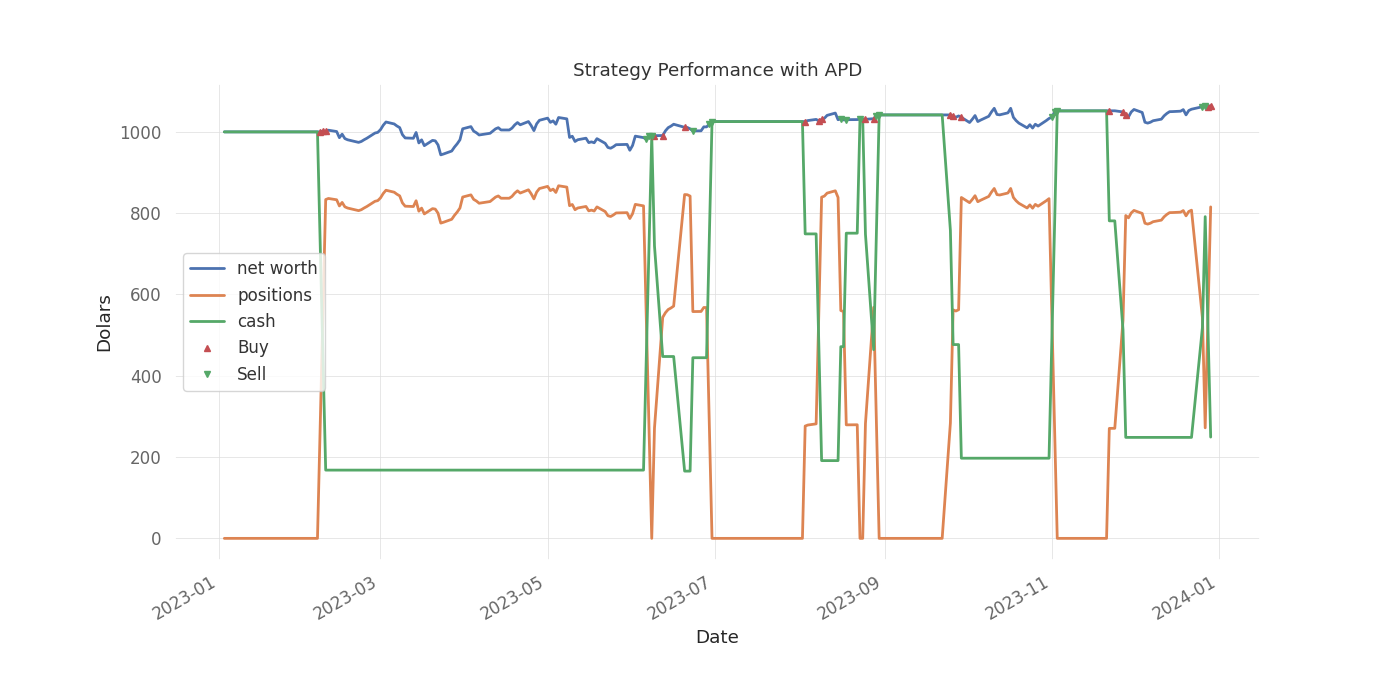 Strategy Performance with APD
Dolars
1000
800
600
400
200
0
net worth
positions
cash
Buy
Sell
2023-01
2023-03
2023-05
2023-07
2023-09
2023-11
2024-01
Date